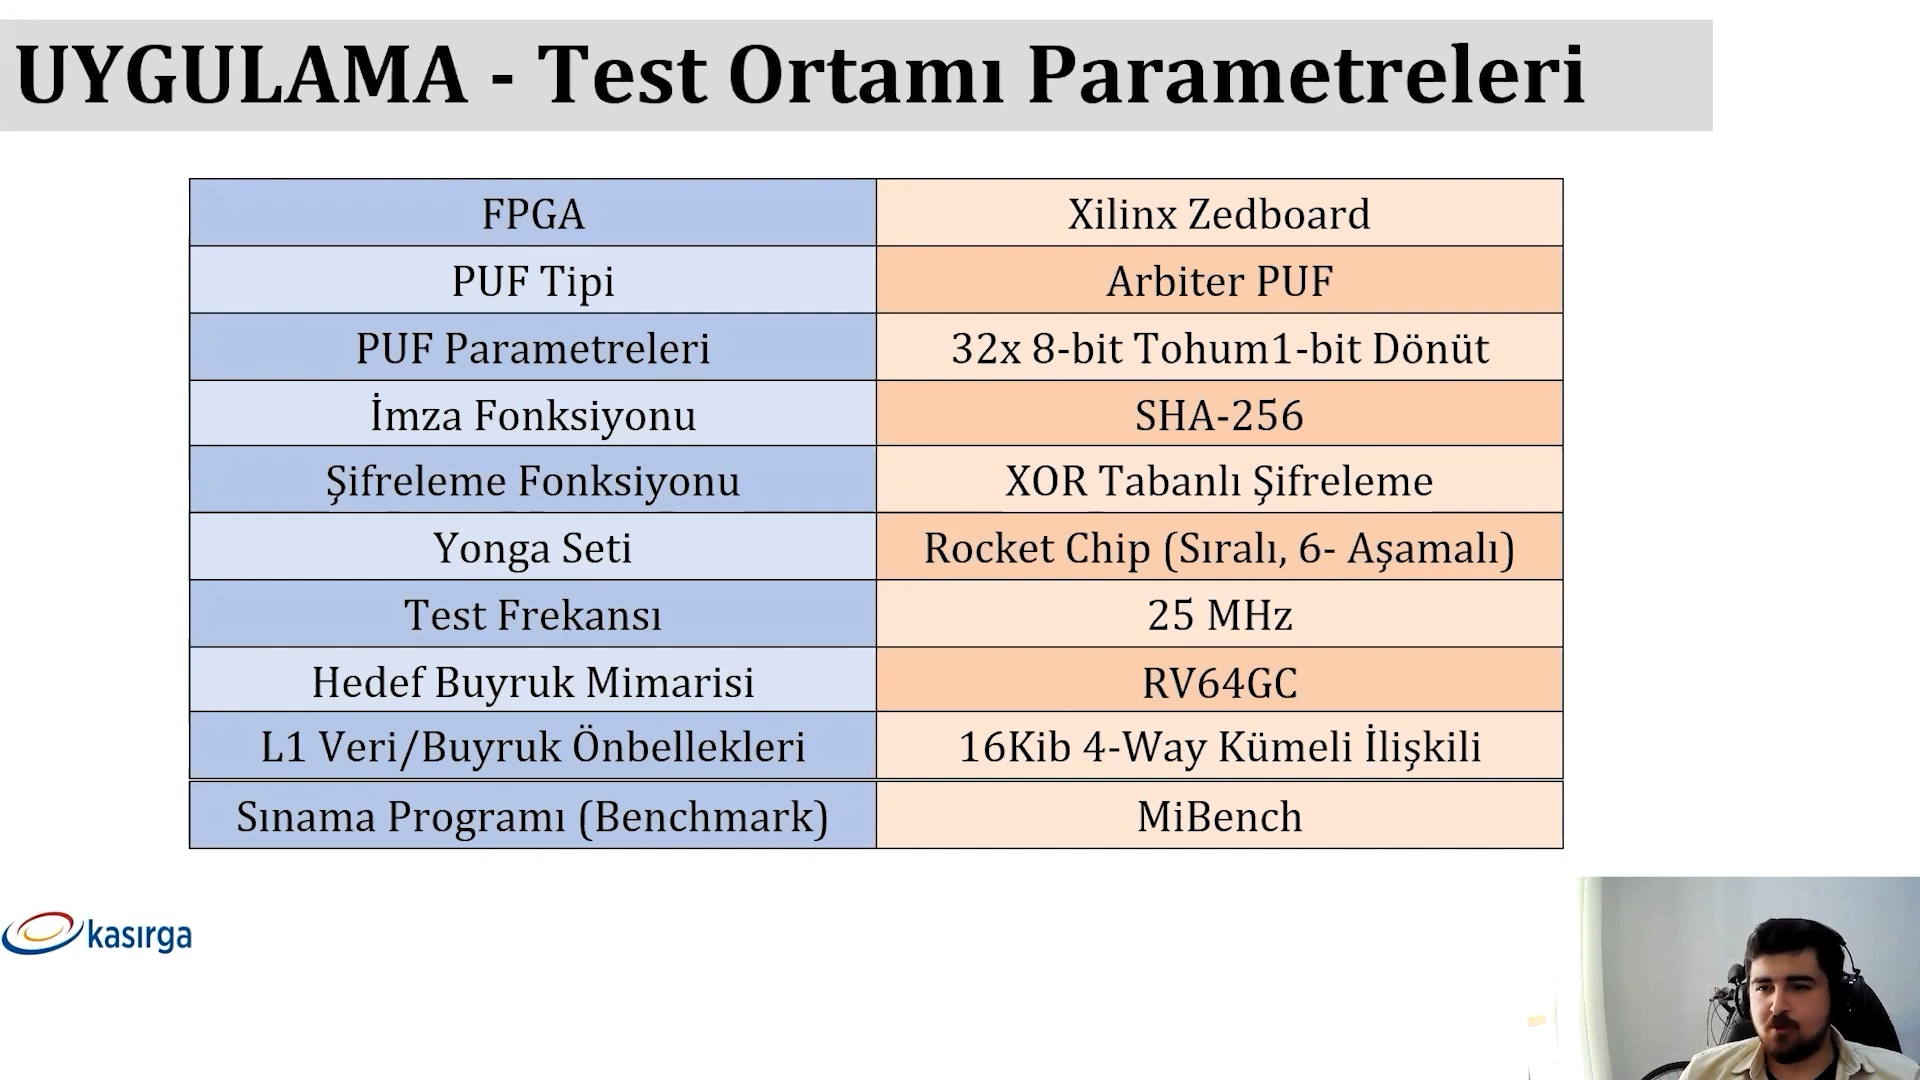 UYGULAMA - Test Ortamı Parametreleri
FPGA Xilinx Zedboard
PUF Tipi Arbiter PUF
PUF Parametreleri 32x 8-bit Tohum1-bit Dönüt
İmza Fonksiyonu SHA-256
Şifreleme Fonksiyonu XOR Tabanlı Şifreleme
Yonga Seti Rocket Chip (Sıralı, 6- Aşamalı)
Test Frekansı 25 MHz
Hedef Buyruk Mimarisi RV64GC
L1 Veri/Buyruk Önbellekleri 16Kib 4-Way Kümeli İlişkili
Sınama Programı (Benchmark) MiBench
kasırga